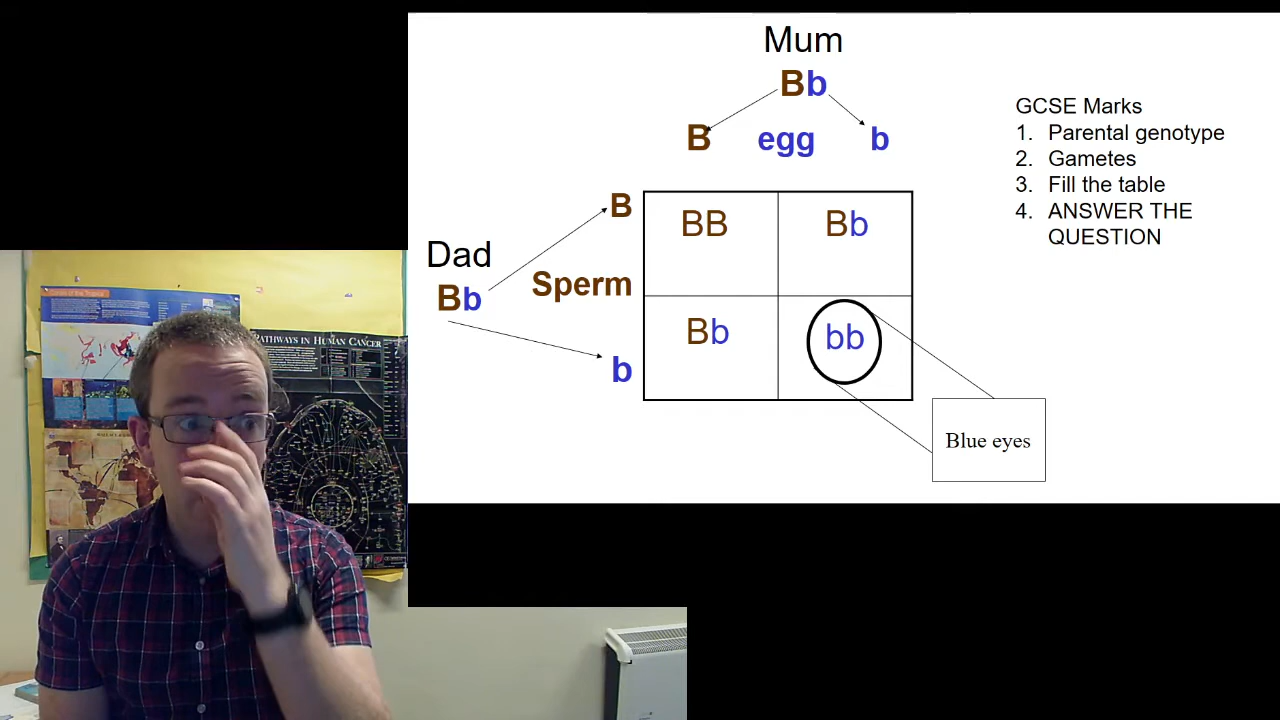 Mum
Bb
B egg b
GCSE Marks
1. Parental genotype
2. Gametes
3. Fill the table
4. ANSWER THE
QUESTION
Dad
Bb
B
Sperm
b
BB Bb
Bb bb
Blue eyes
PATHWAYS IN HUMAN CANCER